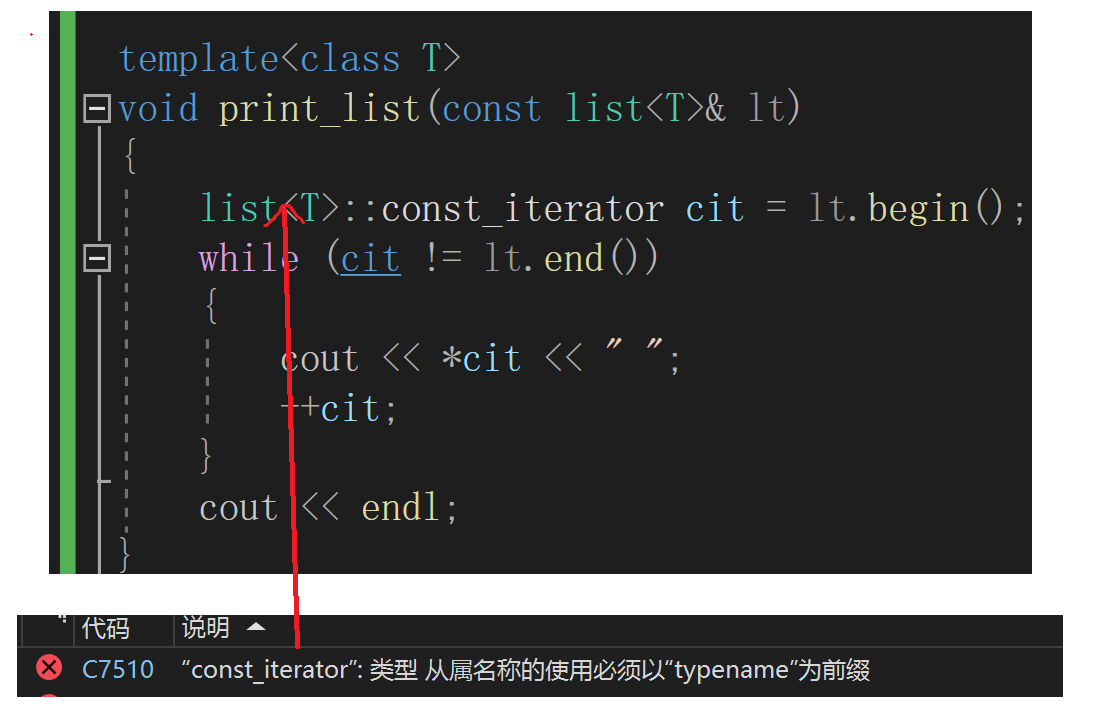 template<class T>
void print_list(const list<T>& lt)
{
list<T>::const_iterator cit = lt.begin();
while (cit != lt.end())
{
cout << *cit << " ";
++cit;
}
cout << endl;
}
代码 说明
C7510 “const_iterator”: 类型 从属名称的使用必须以“typename”为前缀